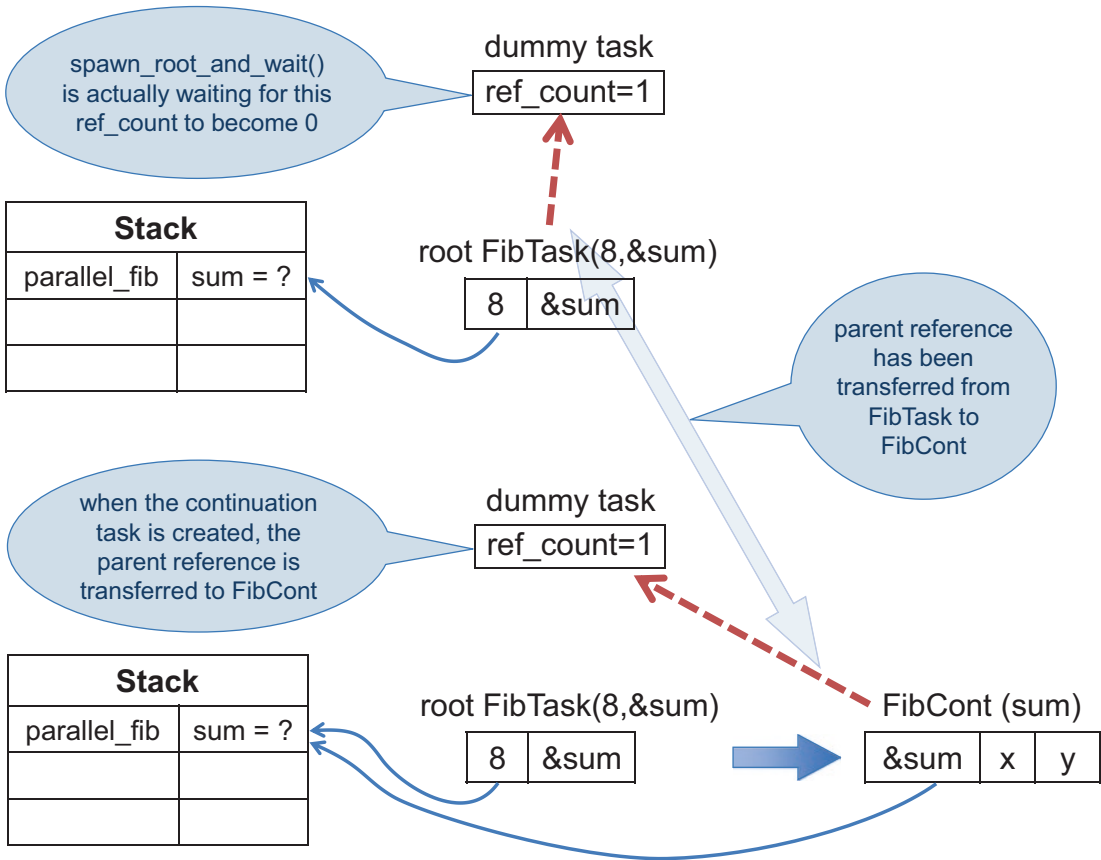 dummy task
ref_count=1
spawn_root_and_wait()
is actually waiting for this
ref_count to become 0
Stack
parallel_fib sum = ?
root FibTask(8,&sum)
8 &sum
parent reference
has been
transferred from
FibTask to
FibCont
when the continuation
task is created, the
parent reference is
transferred to FibCont
dummy task
ref_count=1
Stack
parallel_fib sum = ?
root FibTask(8,&sum)
8 &sum
FibCont (sum)
&sum x y